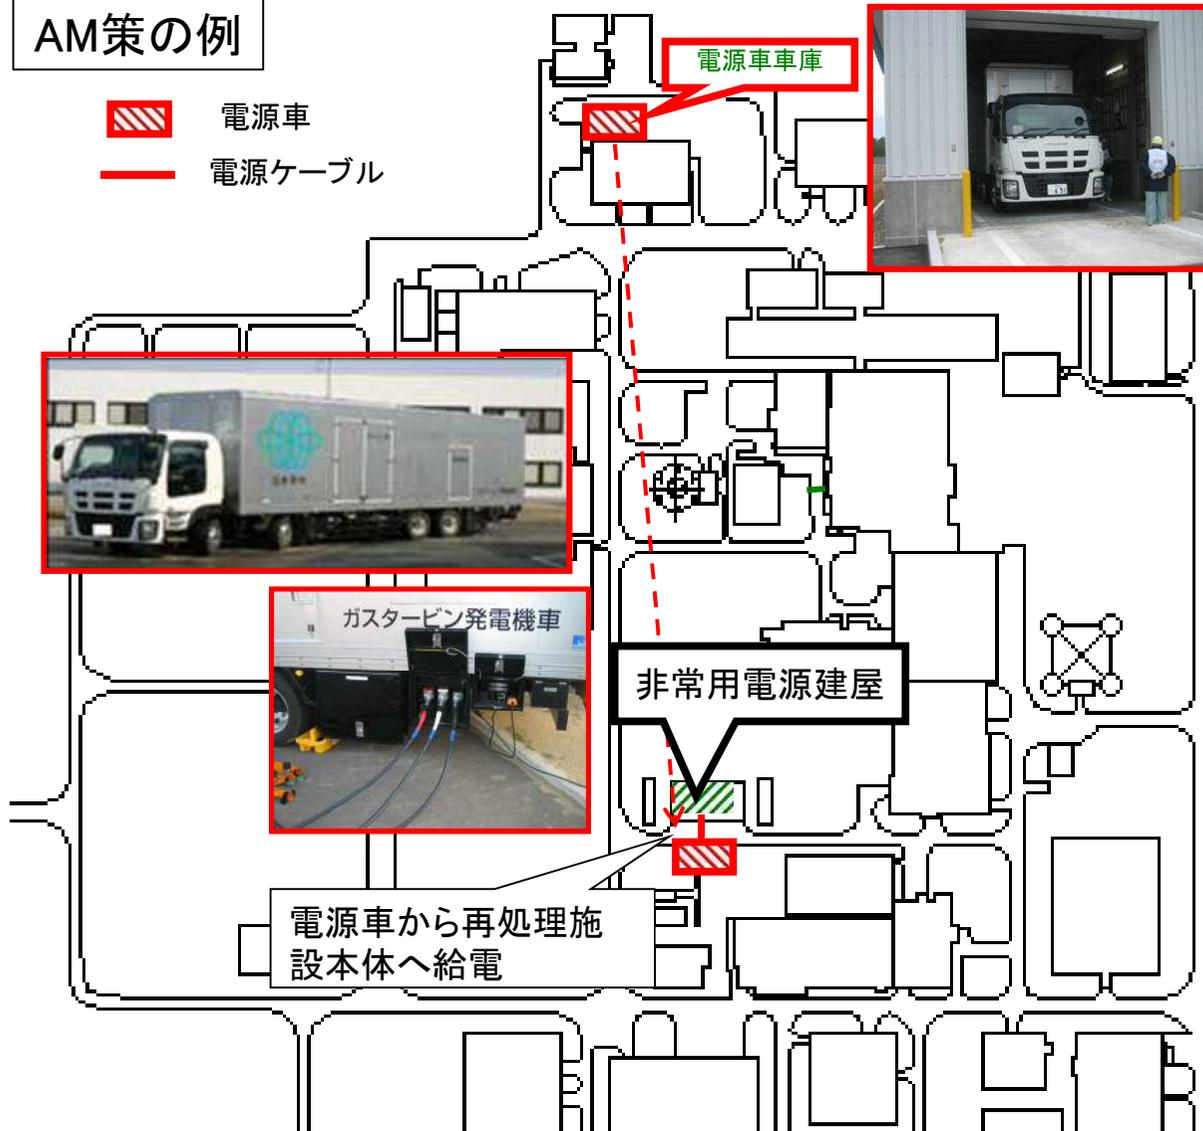 AM策の例
電源車
電源ケーブル
電源車車庫
ガスタービン発電機車
非常用電源建屋
電源車から再処理施
設本体へ給電